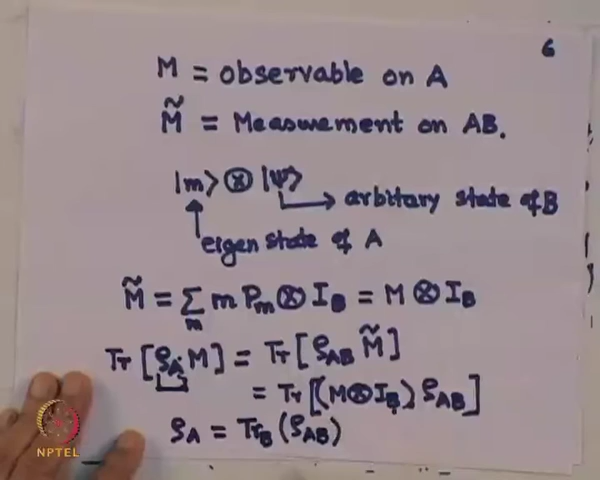 6
M = observable on A
M̃ = Measurement on AB.
|m⟩ ⊗ |ψ⟩
→ arbitary state of B
eigen state of A
M̃ = Σ_m m P_m ⊗ I_B = M ⊗ I_B
Tr [ρ_A M] = Tr [ρ_AB M̃]
= Tr [(M⊗I_B) ρ_AB]
ρ_A = Tr_B (ρ_AB)
NPTEL